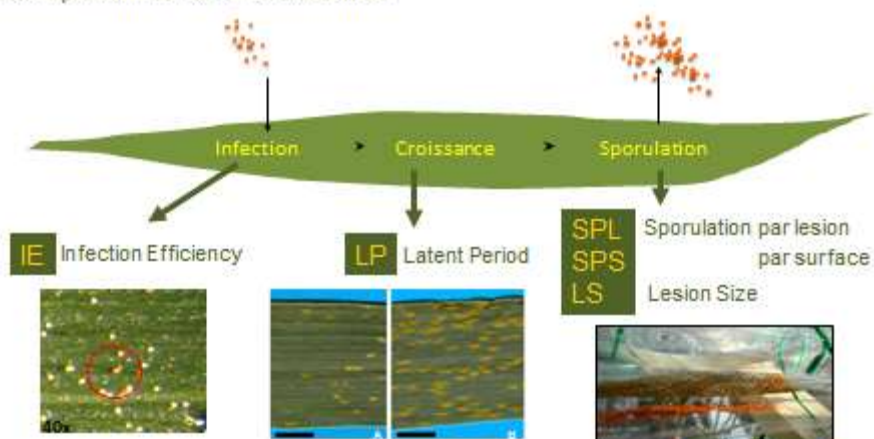 Infection Croissance Sporulation
IE Infection Efficiency
LP Latent Period
SPL Sporulation par lesion
SPS par surface
LS Lesion Size
40x
A B